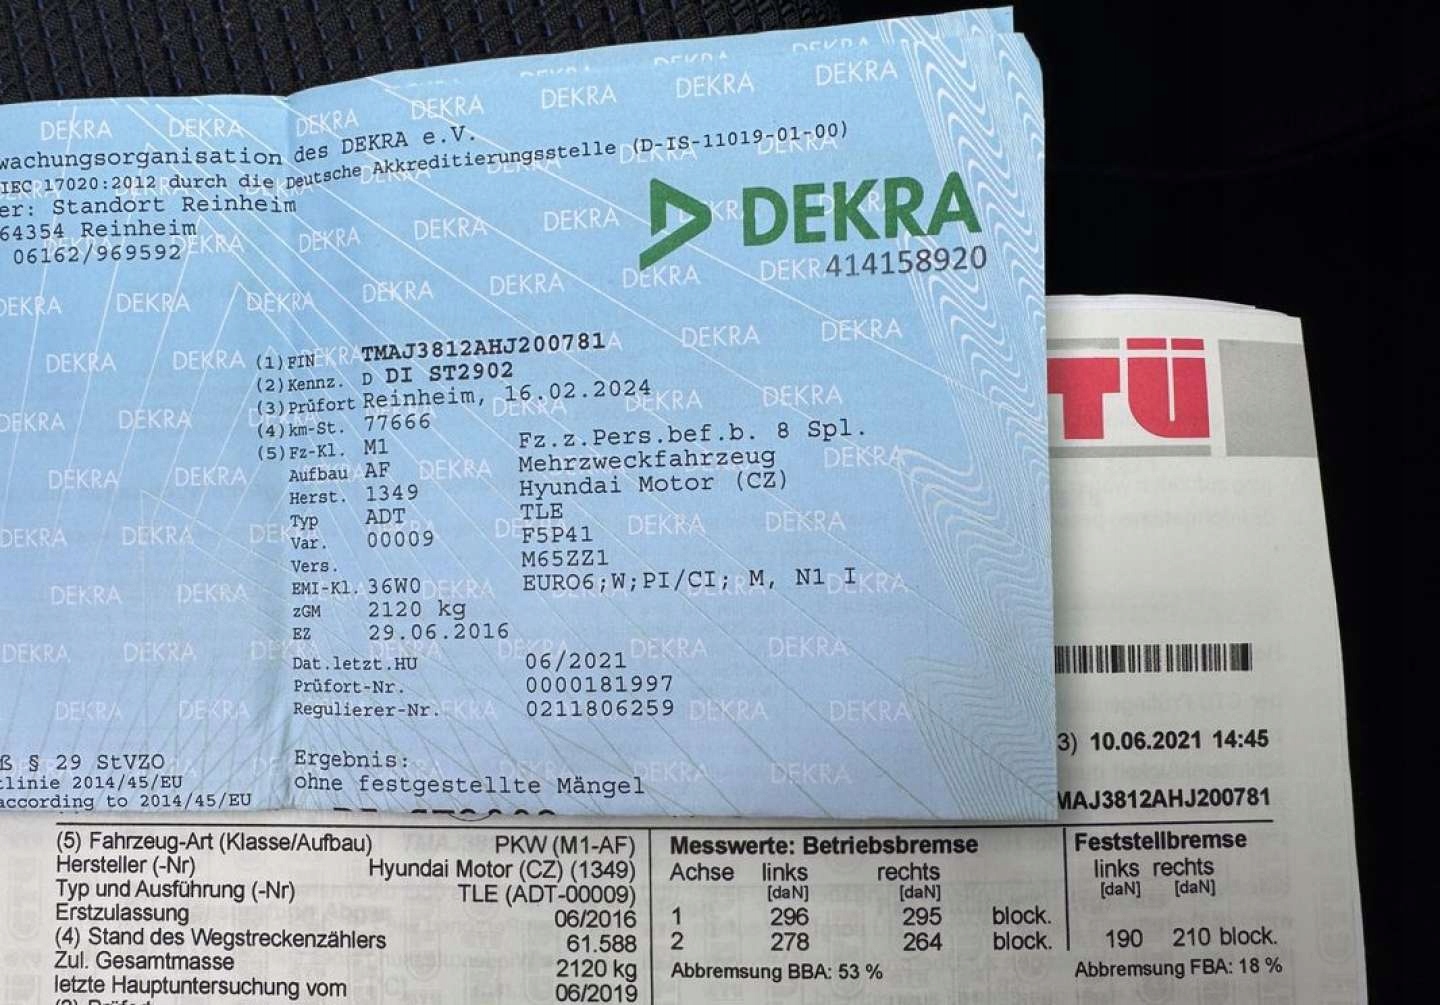 wachungsorganisation des DEKRA e.V.
IEC 17020:2012 durch die Deutsche Akkreditierungsstelle (D-IS-11019-01-00)
er: Standort Reinheim
64354 Reinheim
06162/969592
DEKRA
414158920
(1) FIN TMAJ3812AHJ200781
(2) Kennz. D DI ST2902
(3) Prüfort Reinheim, 16.02.2024
(4) km-St. 77666
(5) Fz-Kl. M1 Fz.z.Pers.bef.b. 8 Spl.
Aufbau AF Mehrzweckfahrzeug
Herst. 1349 Hyundai Motor (CZ)
Typ ADT TLE
Var. 00009 F5P41
Vers. M65ZZ1
EMI-Kl. 36W0 EURO6;W;PI/CI; M, N1 I
zGM 2120 kg
EZ 29.06.2016
Dat.letzt.HU 06/2021
Prüfort-Nr. 0000181997
Regulierer-Nr. 0211806259
ß § 29 StVZO
tlinie 2014/45/EU
according to 2014/45/EU
Ergebnis:
ohne festgestellte Mängel
TÜ
3) 10.06.2021 14:45
MAJ3812AHJ200781
(5) Fahrzeug-Art (Klasse/Aufbau) PKW (M1-AF)
Hersteller (-Nr) Hyundai Motor (CZ) (1349)
Typ und Ausführung (-Nr) TLE (ADT-00009)
Erstzulassung 06/2016
(4) Stand des Wegstreckenzählers 61.588
Zul. Gesamtmasse 2120 kg
letzte Hauptuntersuchung vom 06/2019
Messwerte: Betriebsbremse
Achse links rechts
[daN] [daN]
1 296 295 block.
2 278 264 block.
Abbremsung BBA: 53 %
Feststellbremse
links rechts
[daN] [daN]
190 210 block.
Abbremsung FBA: 18 %